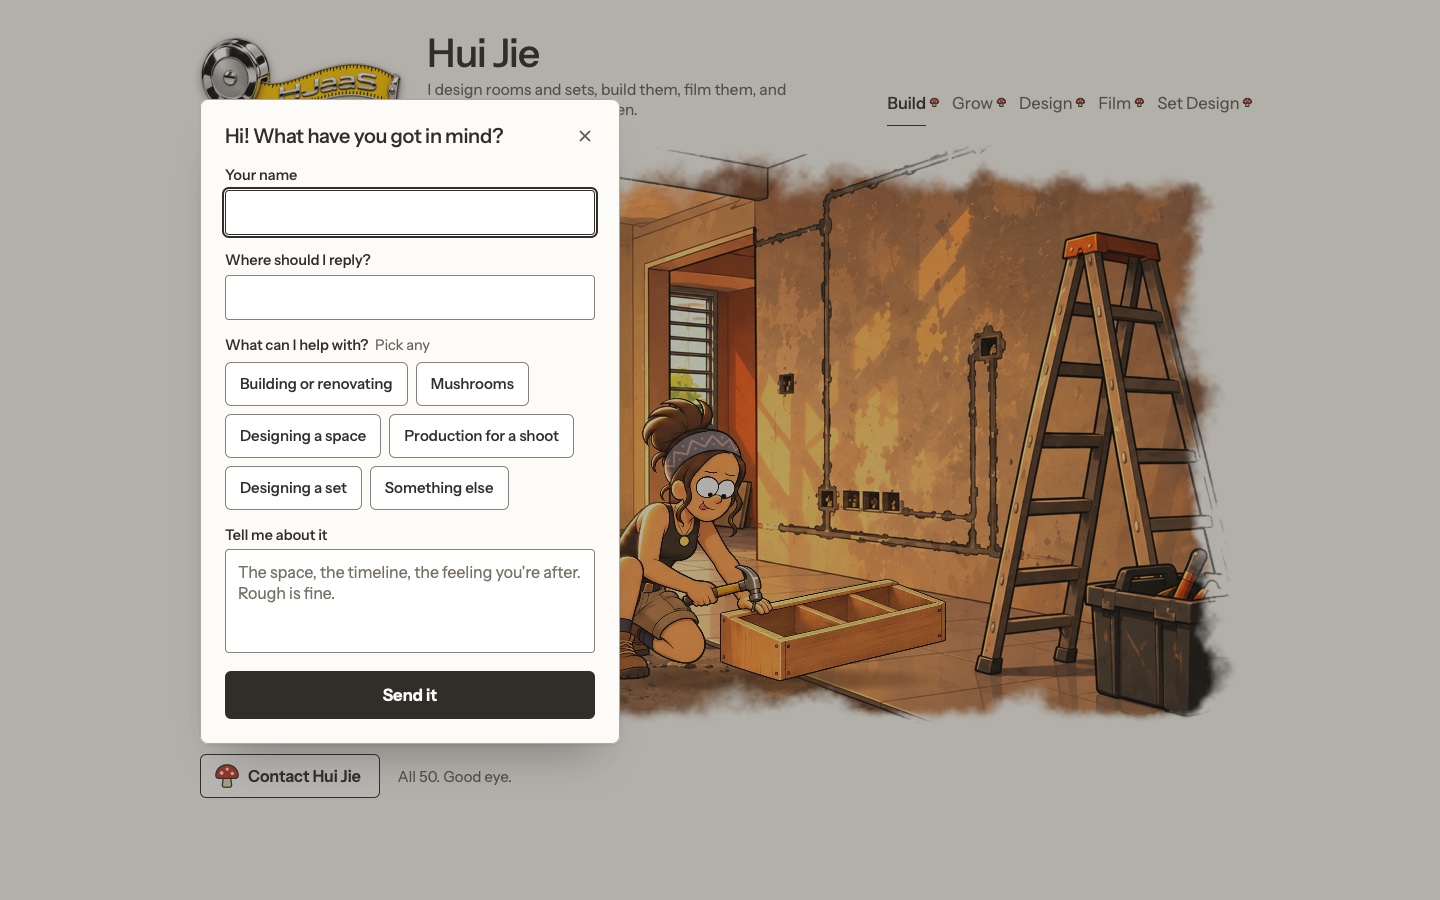 HJaaS
Hui Jie
I design rooms and sets, build them, film them, and
en.
Build
Grow
Design
Film
Set Design
Hi! What have you got in mind?
Your name
Where should I reply?
What can I help with? Pick any
Building or renovating
Mushrooms
Designing a space
Production for a shoot
Designing a set
Something else
Tell me about it
The space, the timeline, the feeling you're after.
Rough is fine.
Send it
Contact Hui Jie
All 50. Good eye.